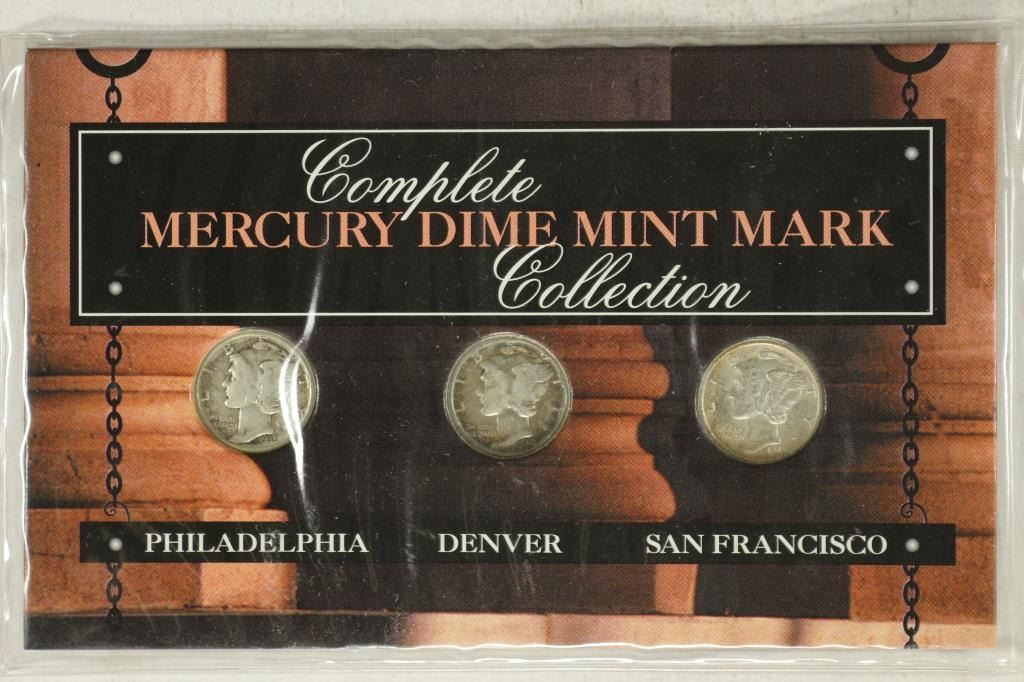 Complete
MERCURY DIME MINT MARK
Collection
PHILADELPHIA DENVER SAN FRANCISCO